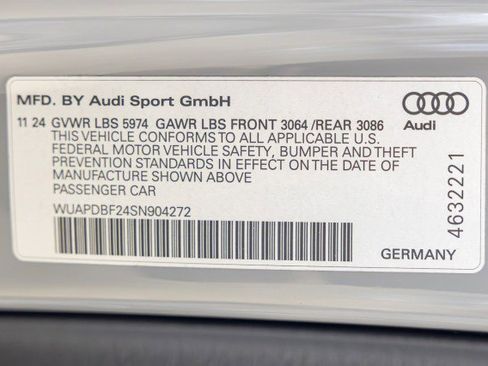 MFD. BY Audi Sport GmbH
11 24 GVWR LBS 5974 GAWR LBS FRONT 3064 /REAR 3086
THIS VEHICLE CONFORMS TO ALL APPLICABLE U.S.
FEDERAL MOTOR VEHICLE SAFETY, BUMPER AND THEFT
PREVENTION STANDARDS IN EFFECT ON THE DATE OF
MANUFACTURE SHOWN ABOVE
PASSENGER CAR
WUAPDBF24SN904272
Audi
4632221
GERMANY